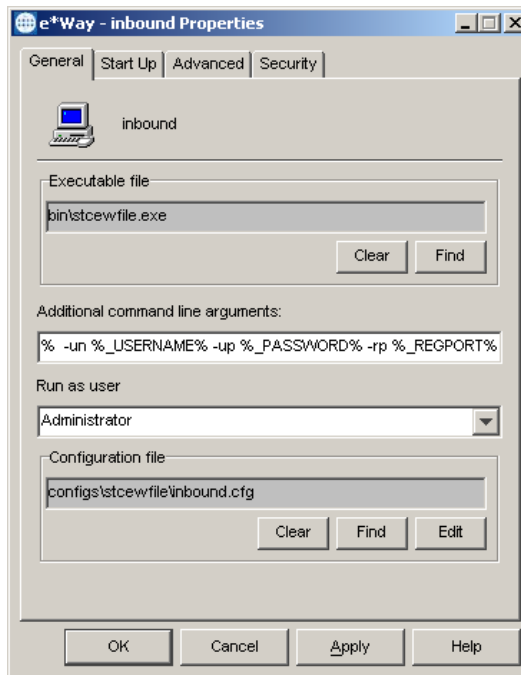 e*Way - inbound Properties
General Start Up Advanced Security
inbound
Executable file
bin\stcewfile.exe
Clear Find
Additional command line arguments:
% -un %_USERNAME% -up %_PASSWORD% -rp %_REGPORT%
Run as user
Administrator
Configuration file
configs\stcewfile\inbound.cfg
Clear Find Edit
OK Cancel Apply Help